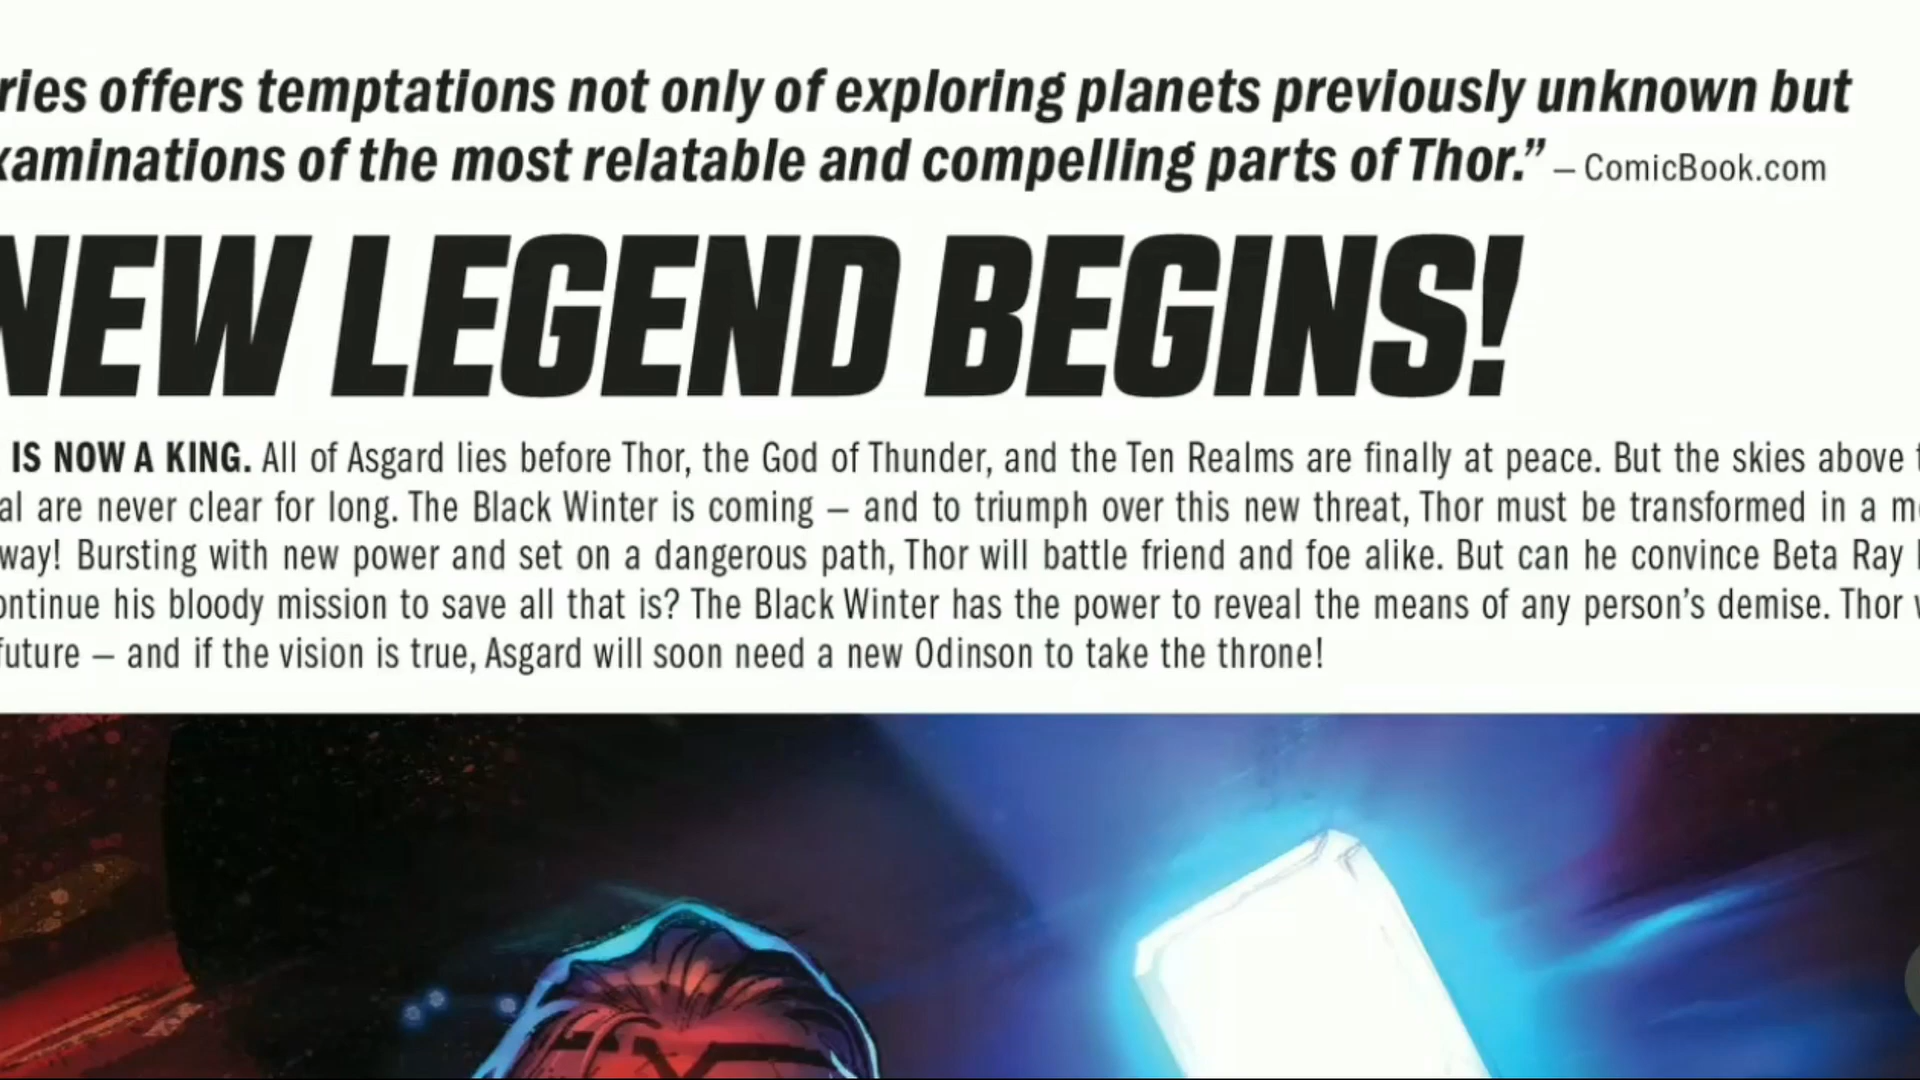 ries offers temptations not only of exploring planets previously unknown but
xaminations of the most relatable and compelling parts of Thor.” – ComicBook.com
NEW LEGEND BEGINS!
IS NOW A KING. All of Asgard lies before Thor, the God of Thunder, and the Ten Realms are finally at peace. But the skies above
al are never clear for long. The Black Winter is coming – and to triumph over this new threat, Thor must be transformed in a
way! Bursting with new power and set on a dangerous path, Thor will battle friend and foe alike. But can he convince Beta Ray
ontinue his bloody mission to save all that is? The Black Winter has the power to reveal the means of any person’s demise. Thor
future – and if the vision is true, Asgard will soon need a new Odinson to take the throne!